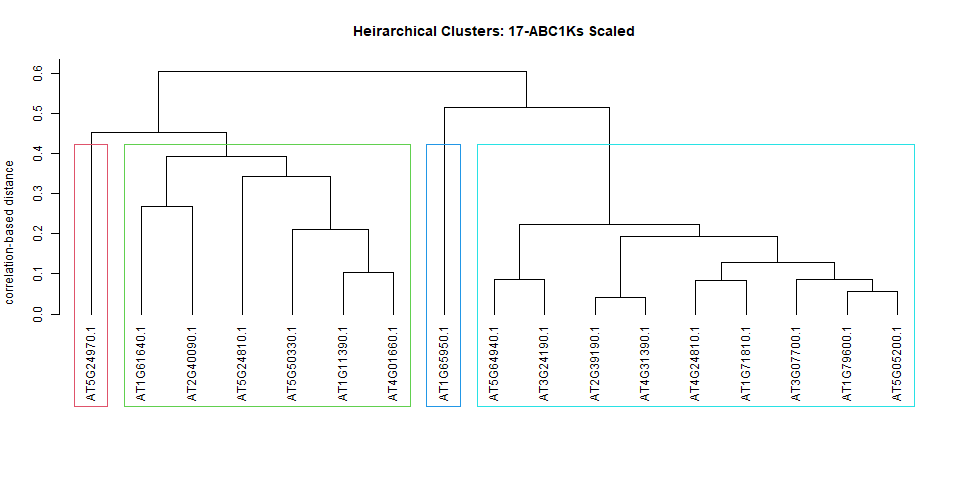 Heirarchical Clusters: 17-ABC1Ks Scaled
correlation-based distance
0.6
0.5
0.4
0.3
0.2
0.1
0.0
AT5G24970.1
AT1G61640.1
AT2G40090.1
AT5G24810.1
AT5G50330.1
AT1G11390.1
AT4G01660.1
AT1G65950.1
AT5G64940.1
AT3G24190.1
AT2G39190.1
AT4G31390.1
AT4G24810.1
AT1G71810.1
AT3G07700.1
AT1G79600.1
AT5G05200.1